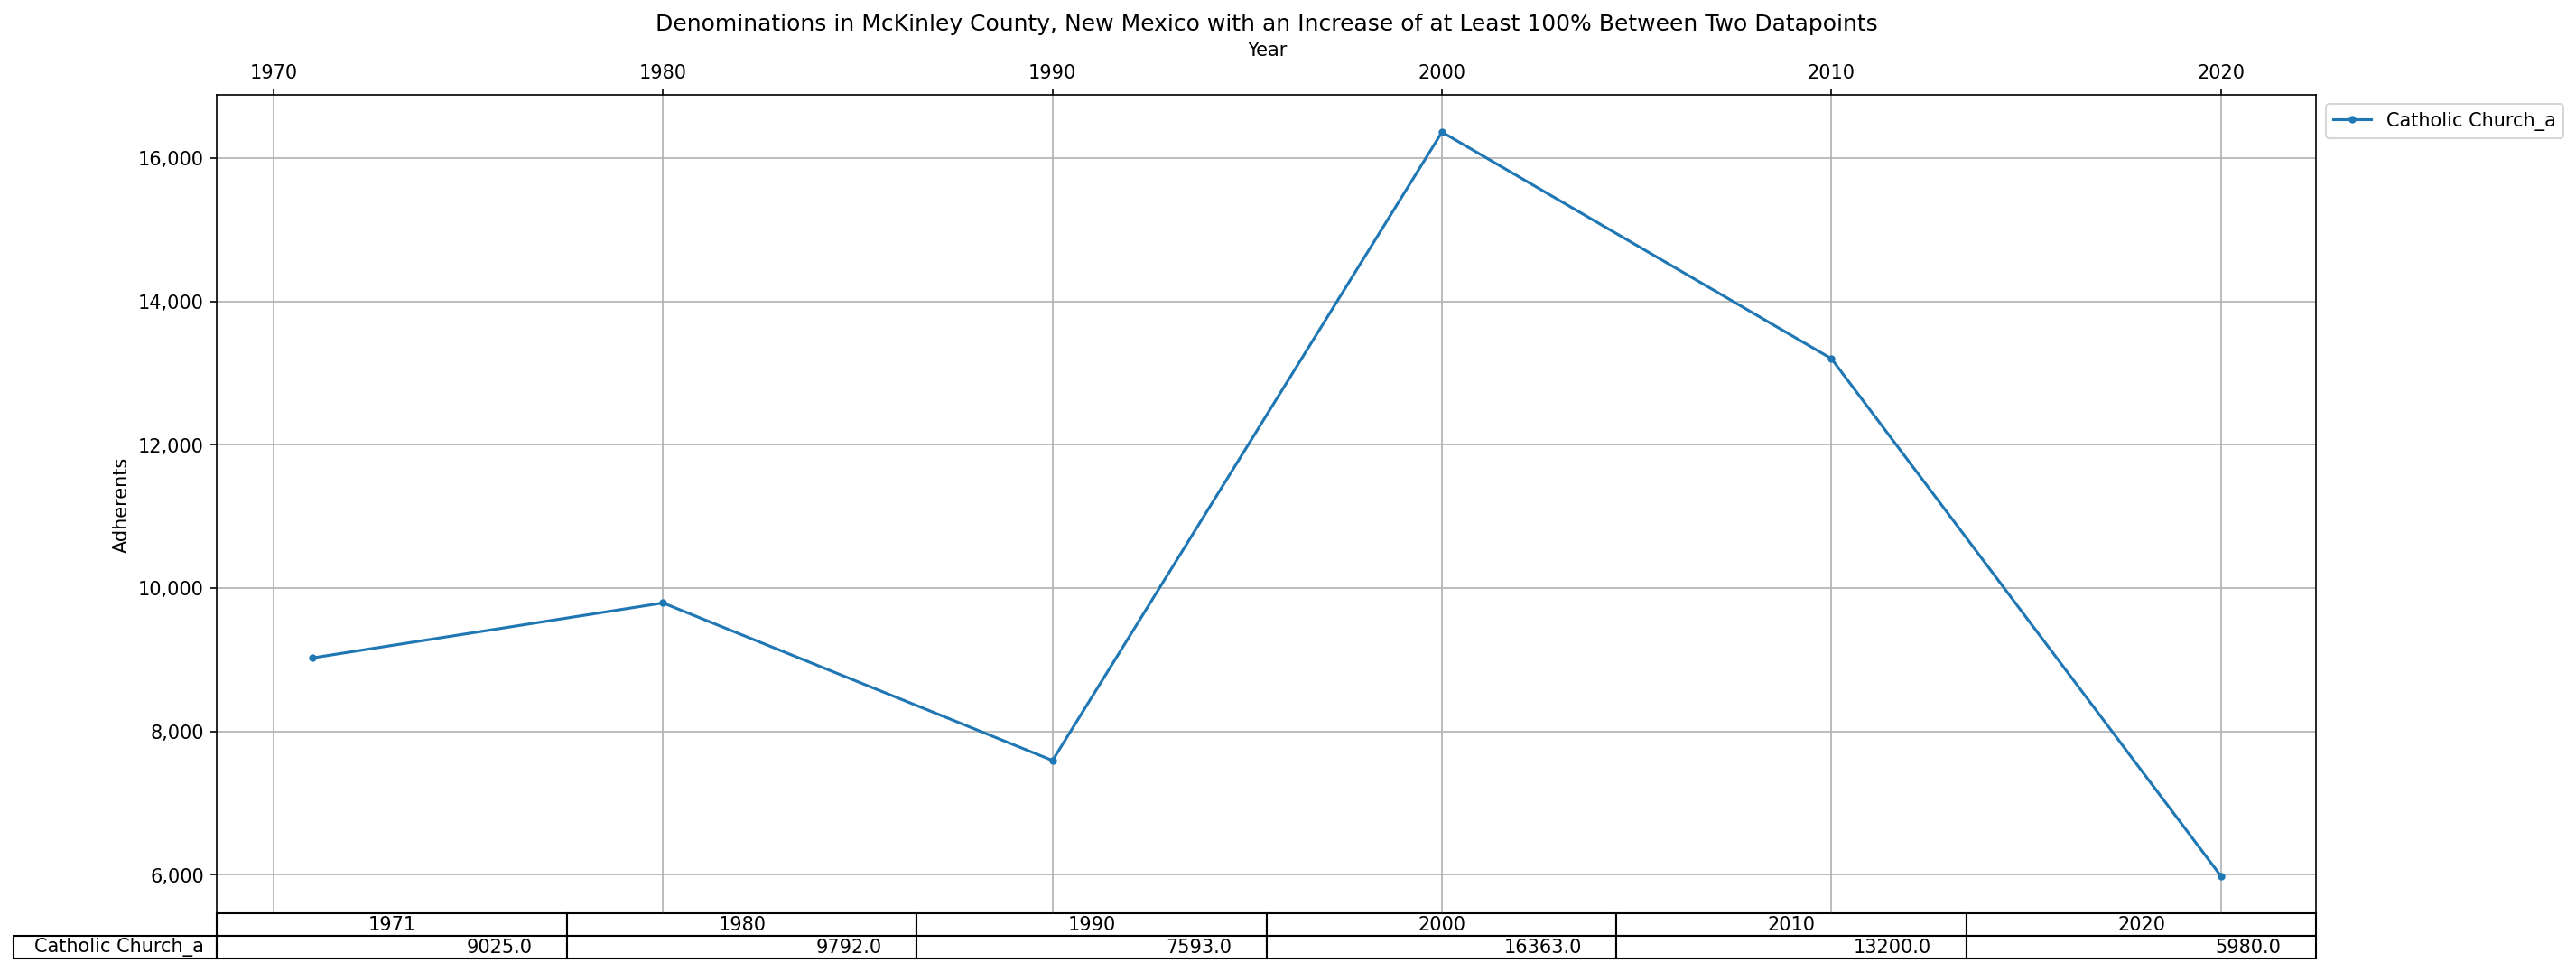 Denominations in McKinley County, New Mexico with an Increase of at Least 100% Between Two Datapoints
Year
1970 1980 1990 2000 2010 2020
Catholic Church_a
16,000
14,000
12,000
Adherents
10,000
8,000
6,000
1971 1980 1990 2000 2010 2020
Catholic Church_a 9025.0 9792.0 7593.0 16363.0 13200.0 5980.0